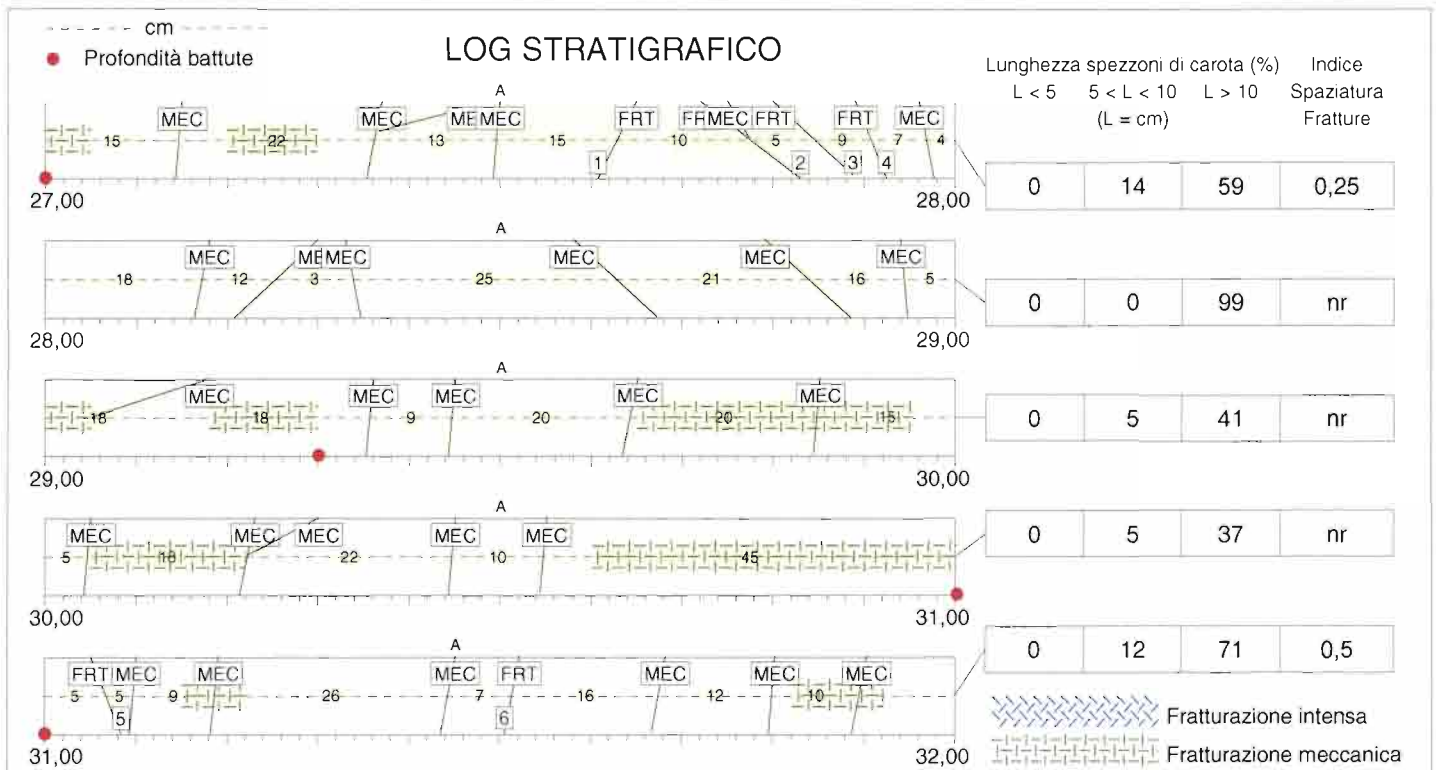 cm
Profondità battute
LOG STRATIGRAFICO
Lunghezza spezzoni di carota (%)
Indice
L < 5
5 < L < 10
L > 10
Spaziatura
(L = cm)
Fratture
A
MEC MEC MEC FRT MEC FRT FRT MEC
15 22 13 15 10 5 9 7 4
1 2 3 4
27,00 28,00
0 14 59 0,25
A
MEC MEC MEC MEC MEC
18 12 3 25 21 16 5
28,00 29,00
0 0 99 nr
A
MEC MEC MEC MEC MEC
18 18 9 20 20 15
29,00 30,00
0 5 41 nr
A
MEC MEC MEC MEC MEC
5 18 22 10 45
30,00 31,00
0 5 37 nr
A
FRT MEC MEC MEC FRT MEC MEC MEC
5 5 9 26 7 16 12 10
5 6
31,00 32,00
0 12 71 0,5
Fratturazione intensa
Fratturazione meccanica